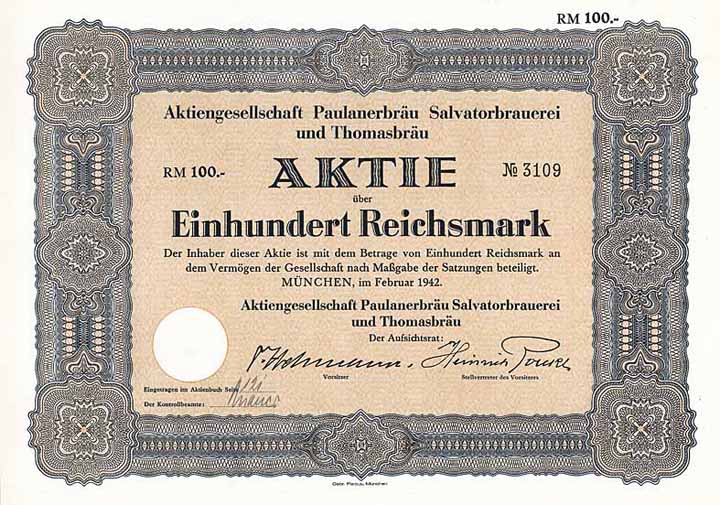 RM 100.-
Aktiengesellschaft Paulanerbräu Salvatorbrauerei
und Thomasbräu
RM 100.- AKTIE № 3109
über
Einhundert Reichsmark
Der Inhaber dieser Aktie ist mit dem Betrage von Einhundert Reichsmark an
dem Vermögen der Gesellschaft nach Maßgabe der Satzungen beteiligt.
MÜNCHEN, im Februar 1942.
Aktiengesellschaft Paulanerbräu Salvatorbrauerei
und Thomasbräu
Der Aufsichtsrat:
Vorsitzer Stellvertreter des Vorsitzers
Eingetragen im Aktienbuch Seite
Der Kontrollbeamte:
München